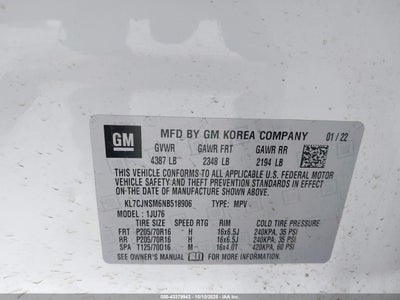 GM
MFD BY GM KOREA COMPANY 01/22
GVWR GAWR FRT GAWR RR
4387 LB 2348 LB 2194 LB
THIS VEHICLE CONFORMS TO ALL APPLICABLE U.S. FEDERAL MOTOR
VEHICLE SAFETY, BUMPER, AND THEFT PREVENTION STANDARDS IN
EFFECT ON THE DATE OF MANUFACTURE SHOWN ABOVE.
KL7CJNSM6NB518906 TYPE: MPV
MODEL: 1JU76
TIRE SIZE SPEED RTG RIM COLD TIRE PRESSURE
FRT P205/70R16 H 16x6.5J 240KPA, 35 PSI
RR P205/70R16 H 16x6.5J 240KPA, 35 PSI
SPA T125/70D16 M 16x4.0T 420KPA, 60 PSI
SEE OWNER'S MANUAL FOR MORE INFORMATION.